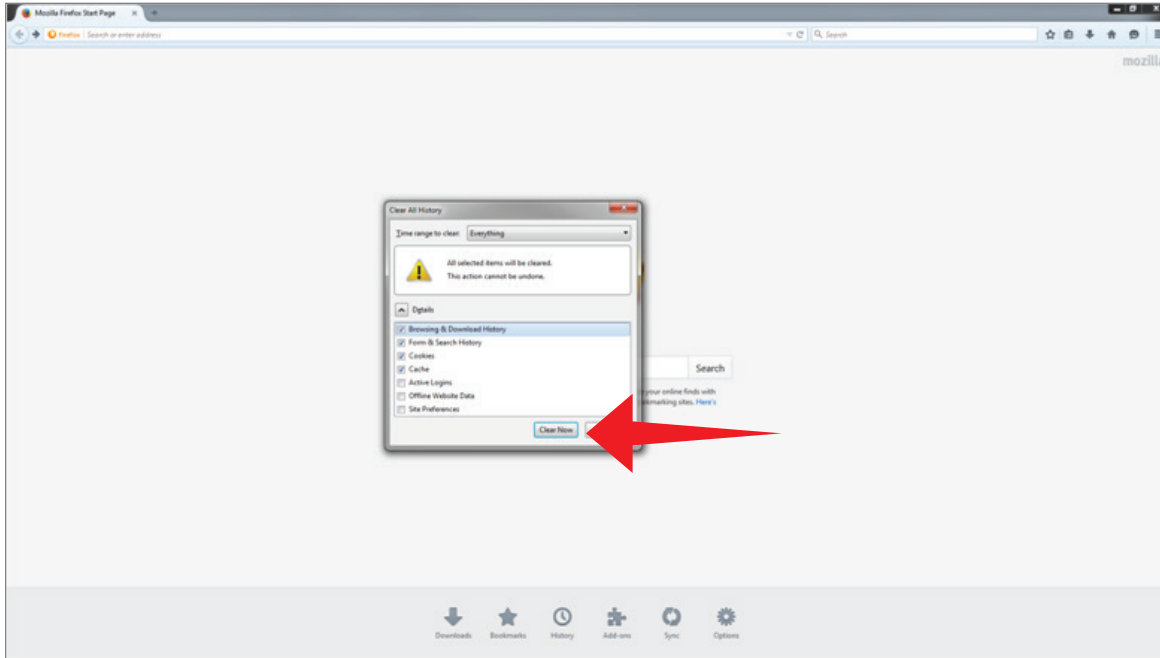 Mozilla Firefox Start Page
Firefox Search or enter address
Search
mozilla
Clear All History
Time range to clear: Everything
All selected items will be cleared.
This action cannot be undone.
Details
Browsing & Download History
Form & Search History
Cookies
Cache
Active Logins
Offline Website Data
Site Preferences
Search
your online finds with
marking sites. Here's
Clear Now
Downloads Bookmarks History Add-ons Sync Options